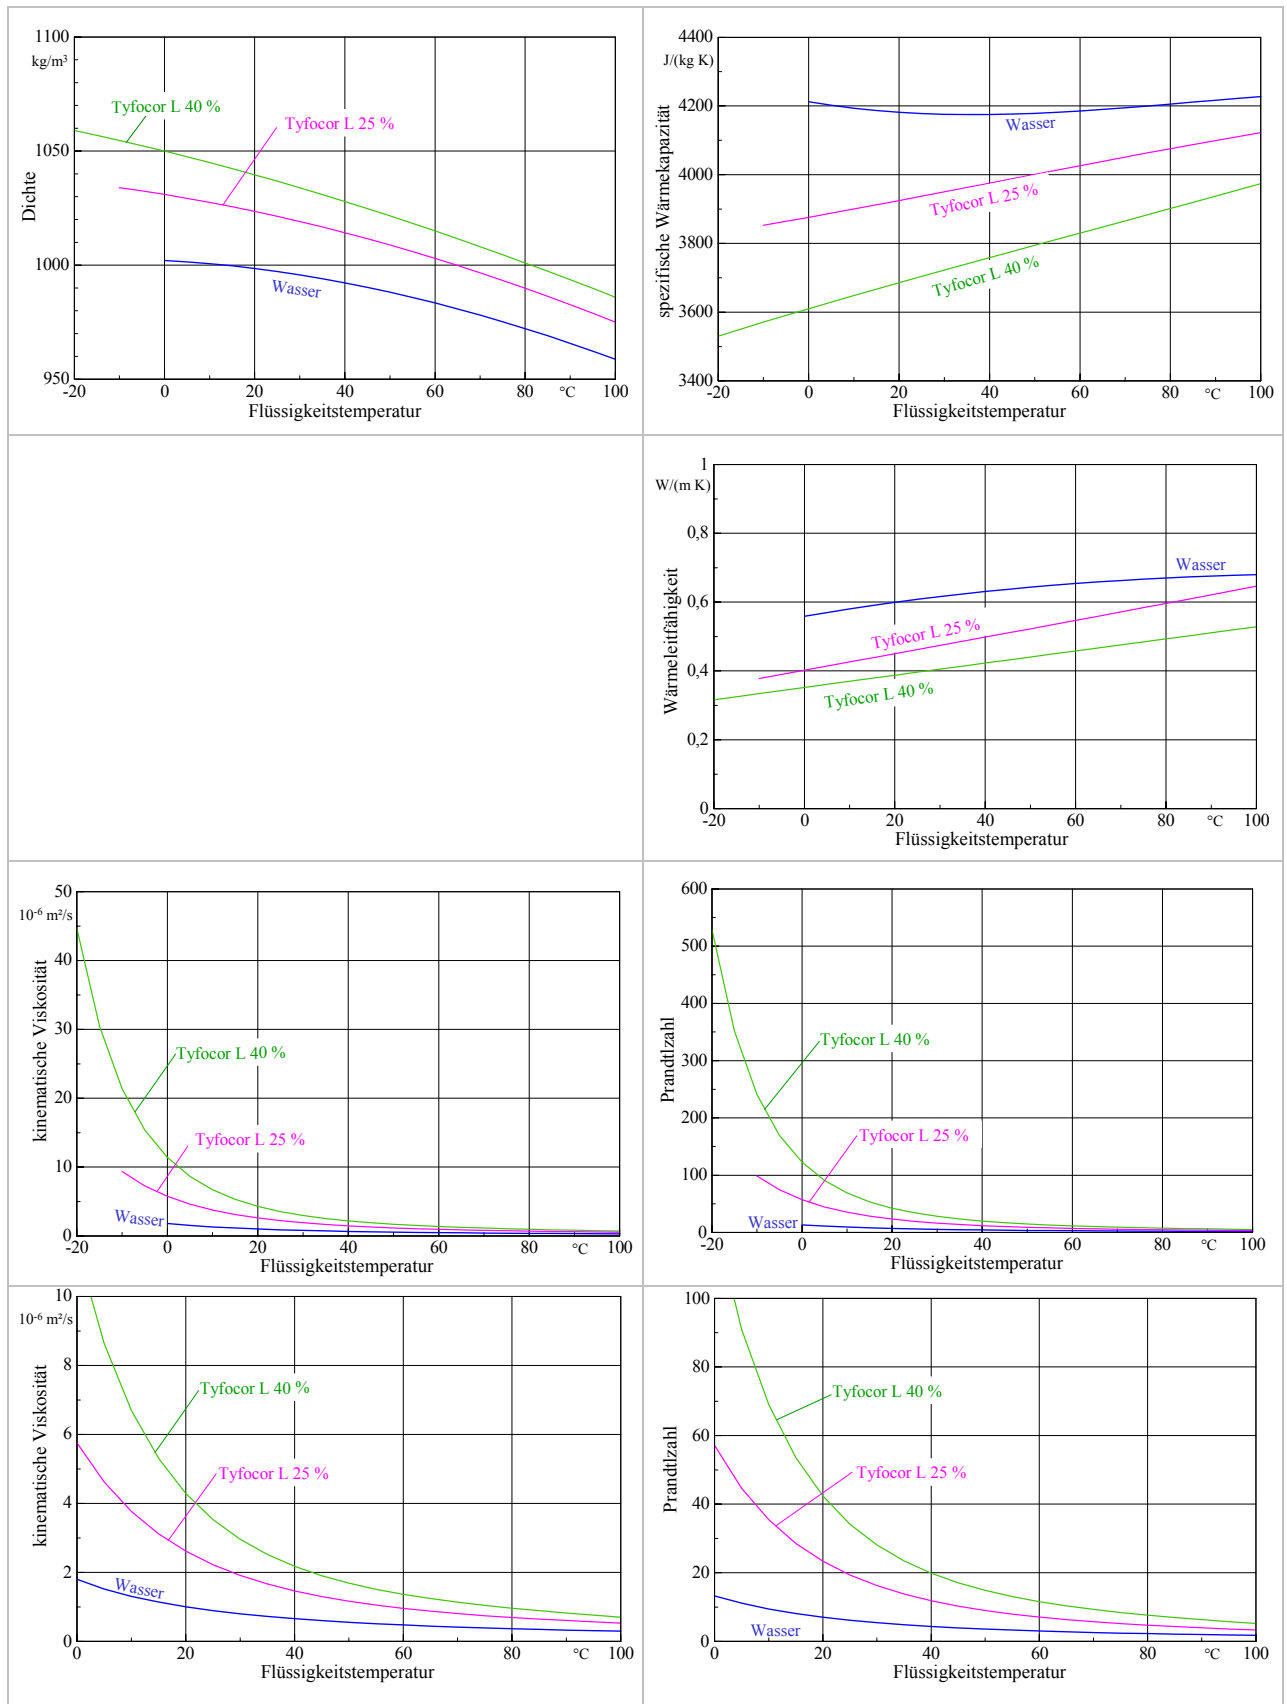 1100
kg/m³
Tyfocor L 40 %
Tyfocor L 25 %
1050
Dichte
1000
Wasser
950
-20 0 20 40 60 80 °C 100
Flüssigkeitstemperatur
4400
J/(kg K)
4200
Wasser
spezifische Wärmekapazität
4000
Tyfocor L 25 %
3800
Tyfocor L 40 %
3600
3400
-20 0 20 40 60 80 °C 100
Flüssigkeitstemperatur
1
W/(m K)
0,8
Wasser
Wärmeleitfähigkeit
0,6
Tyfocor L 25 %
0,4
Tyfocor L 40 %
0,2
0
-20 0 20 40 60 80 °C 100
Flüssigkeitstemperatur
50
10⁻⁶ m²/s
40
kinematische Viskosität
30
Tyfocor L 40 %
20
Tyfocor L 25 %
10
Wasser
0
-20 0 20 40 60 80 °C 100
Flüssigkeitstemperatur
600
500
400
Tyfocor L 40 %
Prandtlzahl
300
200
Tyfocor L 25 %
100
Wasser
0
-20 0 20 40 60 80 °C 100
Flüssigkeitstemperatur
10
10⁻⁶ m²/s
8
Tyfocor L 40 %
kinematische Viskosität
6
Tyfocor L 25 %
4
2
Wasser
0
0 20 40 60 80 °C 100
Flüssigkeitstemperatur
100
80
Tyfocor L 40 %
60
Prandtlzahl
Tyfocor L 25 %
40
20
Wasser
0
0 20 40 60 80 °C 100
Flüssigkeitstemperatur